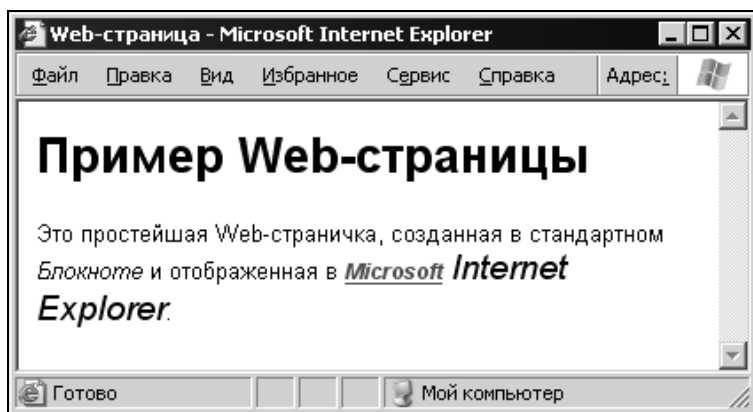 Web-страница - Microsoft Internet Explorer
Файл Правка Вид Избранное Сервис Справка Адрес:
Пример Web-страницы
Это простейшая Web-страничка, созданная в стандартном
Блокноте и отображенная в Microsoft Internet
Explorer.
Готово Мой компьютер